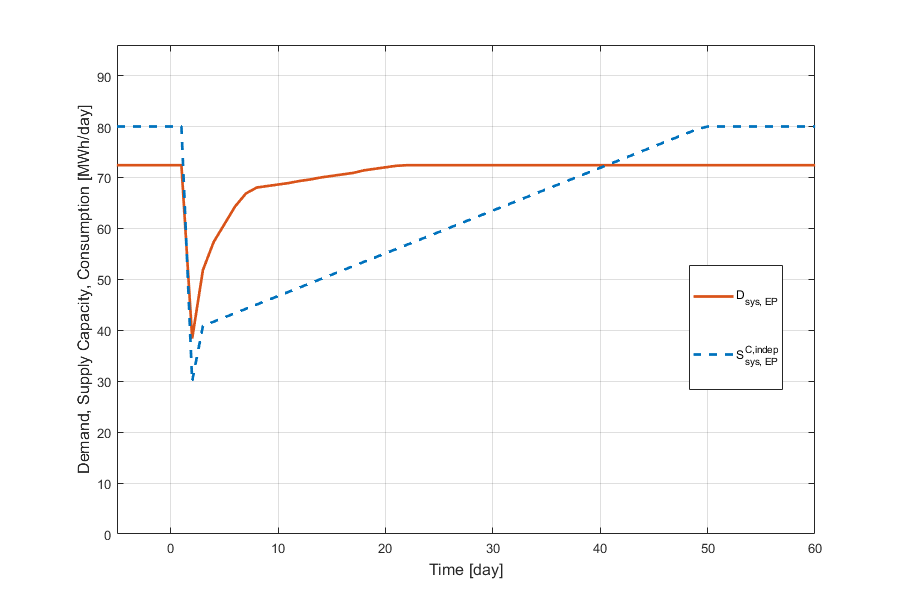 Demand, Supply Capacity, Consumption [MWh/day]
90
80
70
60
50
40
30
20
10
0
0 10 20 30 40 50 60
Time [day]
D sys, EP
S C,indep sys, EP